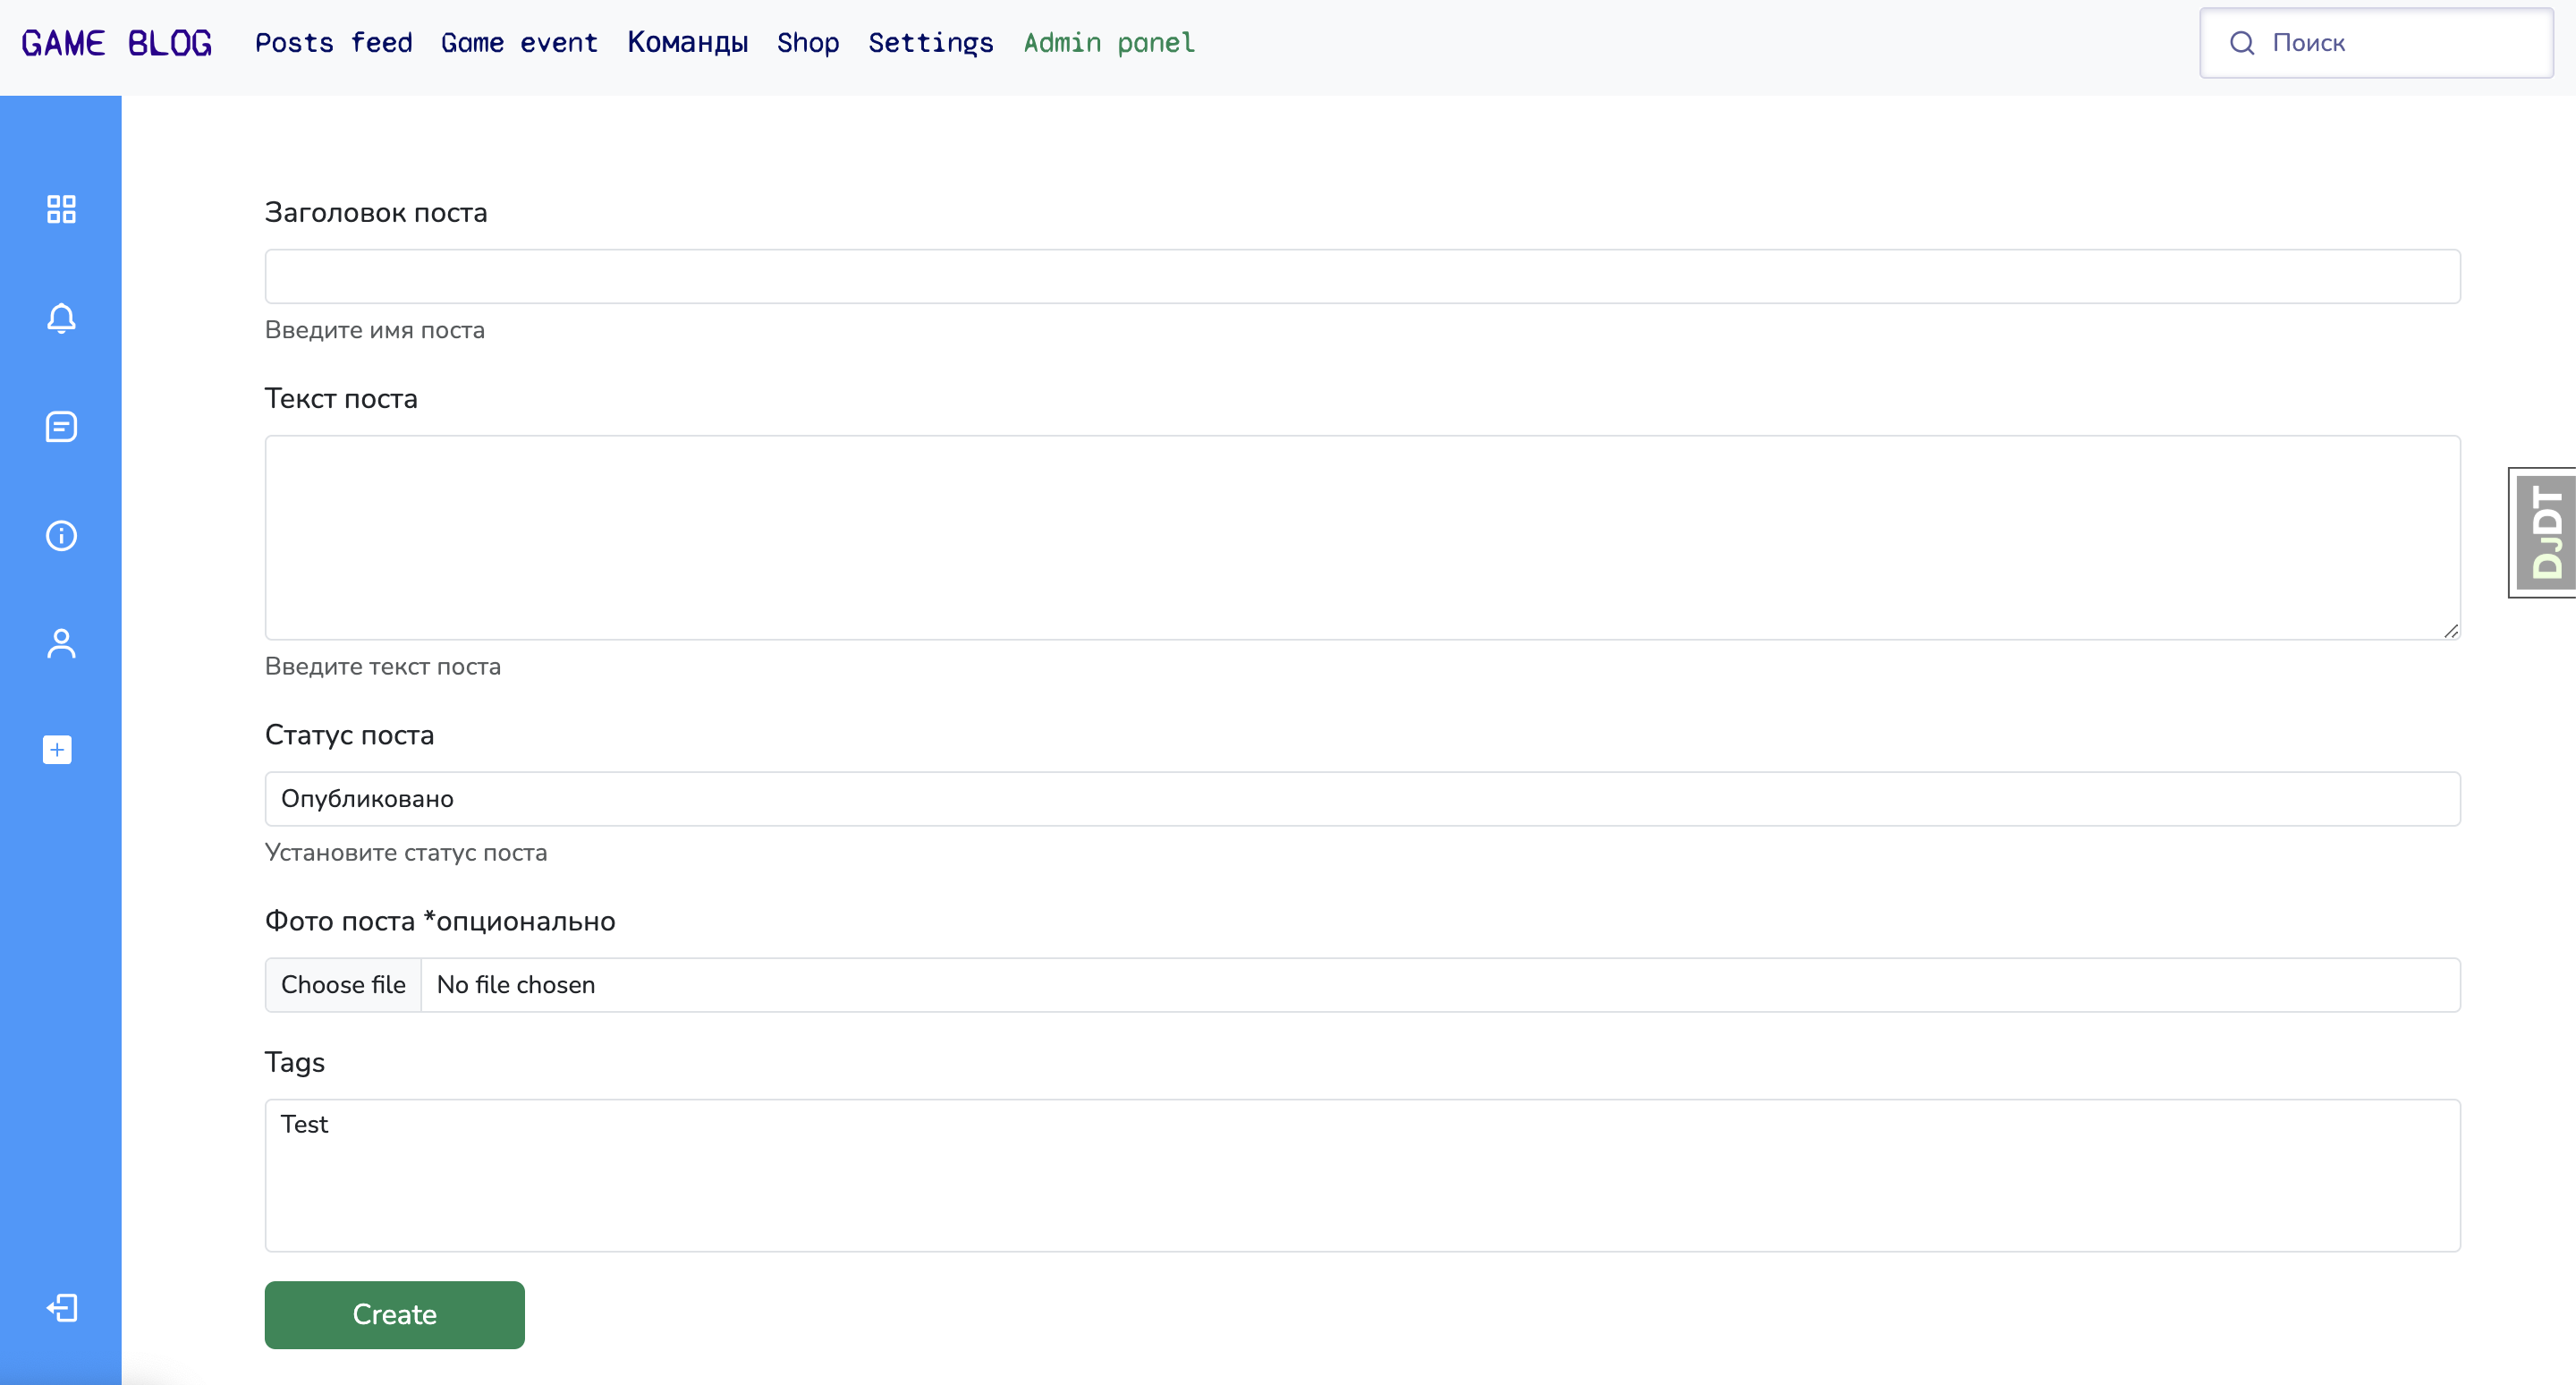 GAME BLOG Posts feed Game event Команды Shop Settings Admin panel Поиск
Заголовок поста
Введите имя поста
Текст поста
DJDT
Введите текст поста
Статус поста
Опубликовано
Установите статус поста
Фото поста *опционально
Choose file No file chosen
Tags
Test
Create